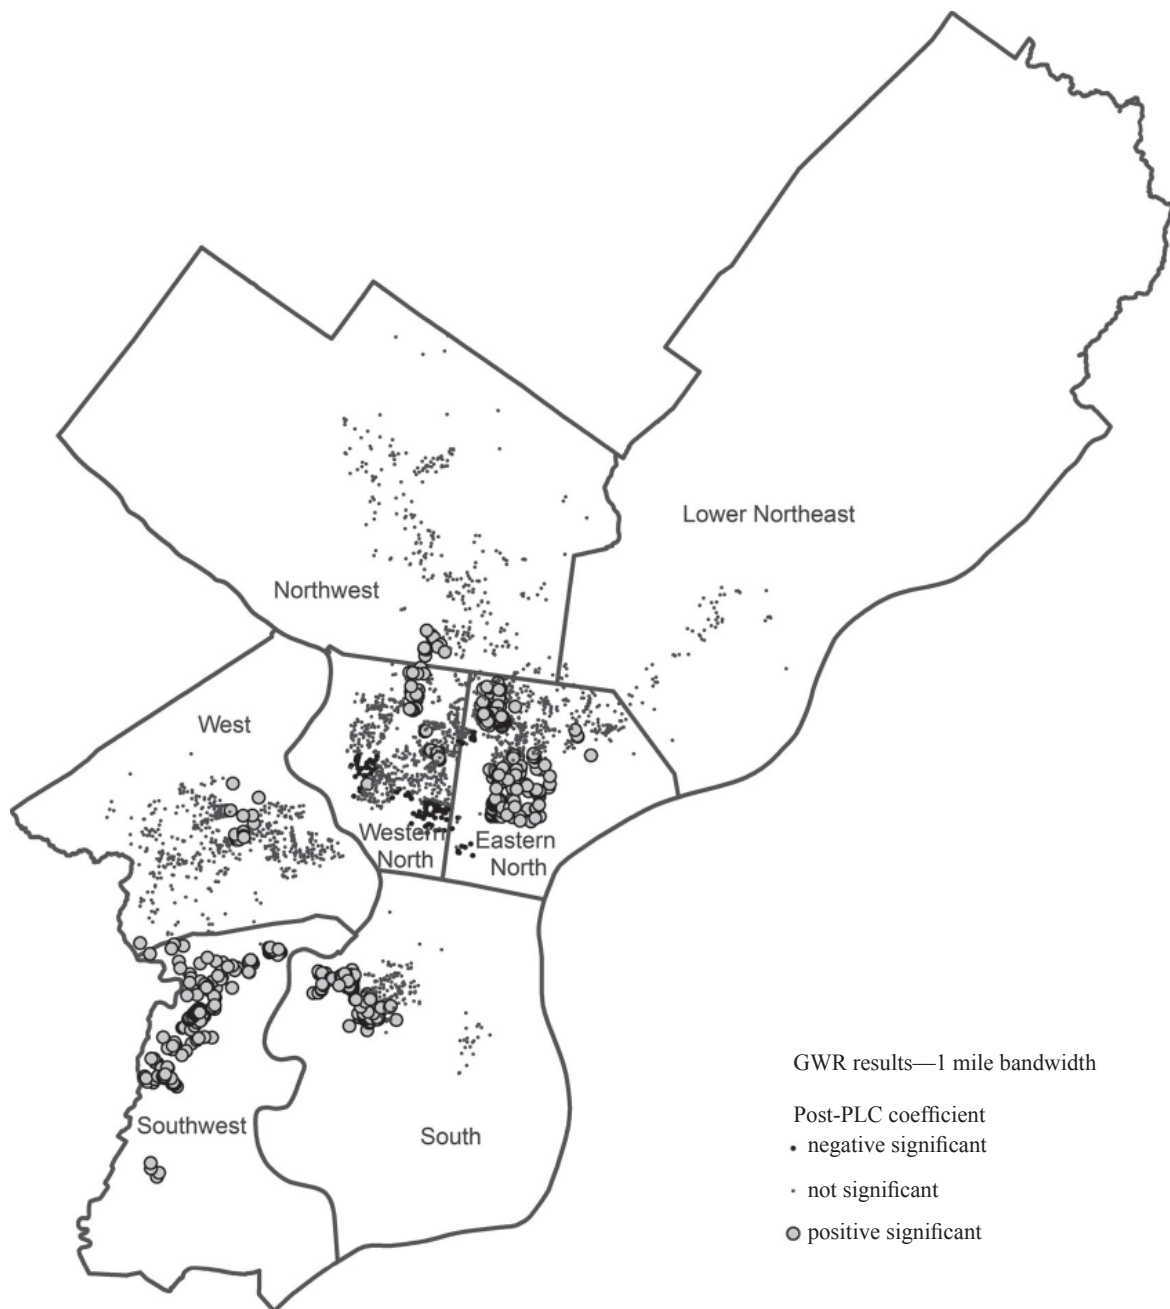 Lower Northeast
Northwest
West
Western
North
Eastern
North
Southwest
South
GWR results—1 mile bandwidth
Post-PLC coefficient
negative significant
not significant
positive significant